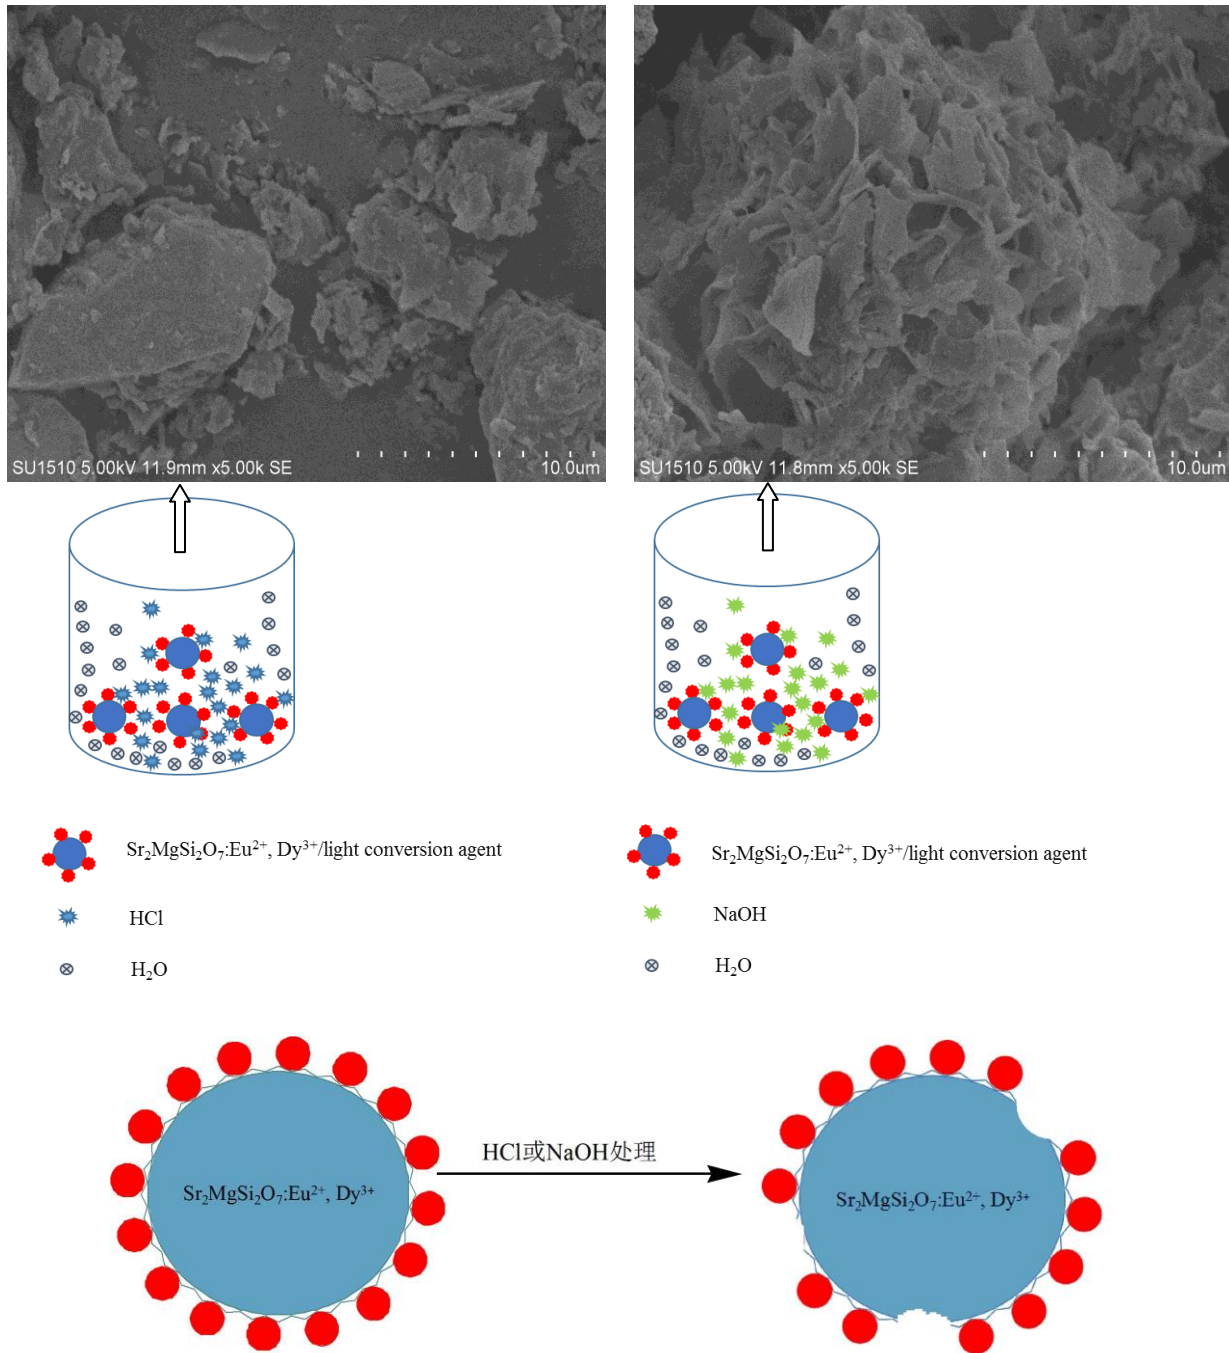 SU1510 5.00kV 11.9mm x5.00k SE 10.0um
SU1510 5.00kV 11.8mm x5.00k SE 10.0um
Sr₂MgSi₂O₇:Eu²⁺, Dy³⁺/light conversion agent
HCl
H₂O
Sr₂MgSi₂O₇:Eu²⁺, Dy³⁺/light conversion agent
NaOH
H₂O
Sr₂MgSi₂O₇:Eu²⁺, Dy³⁺
HCl或NaOH处理
Sr₂MgSi₂O₇:Eu²⁺, Dy³⁺